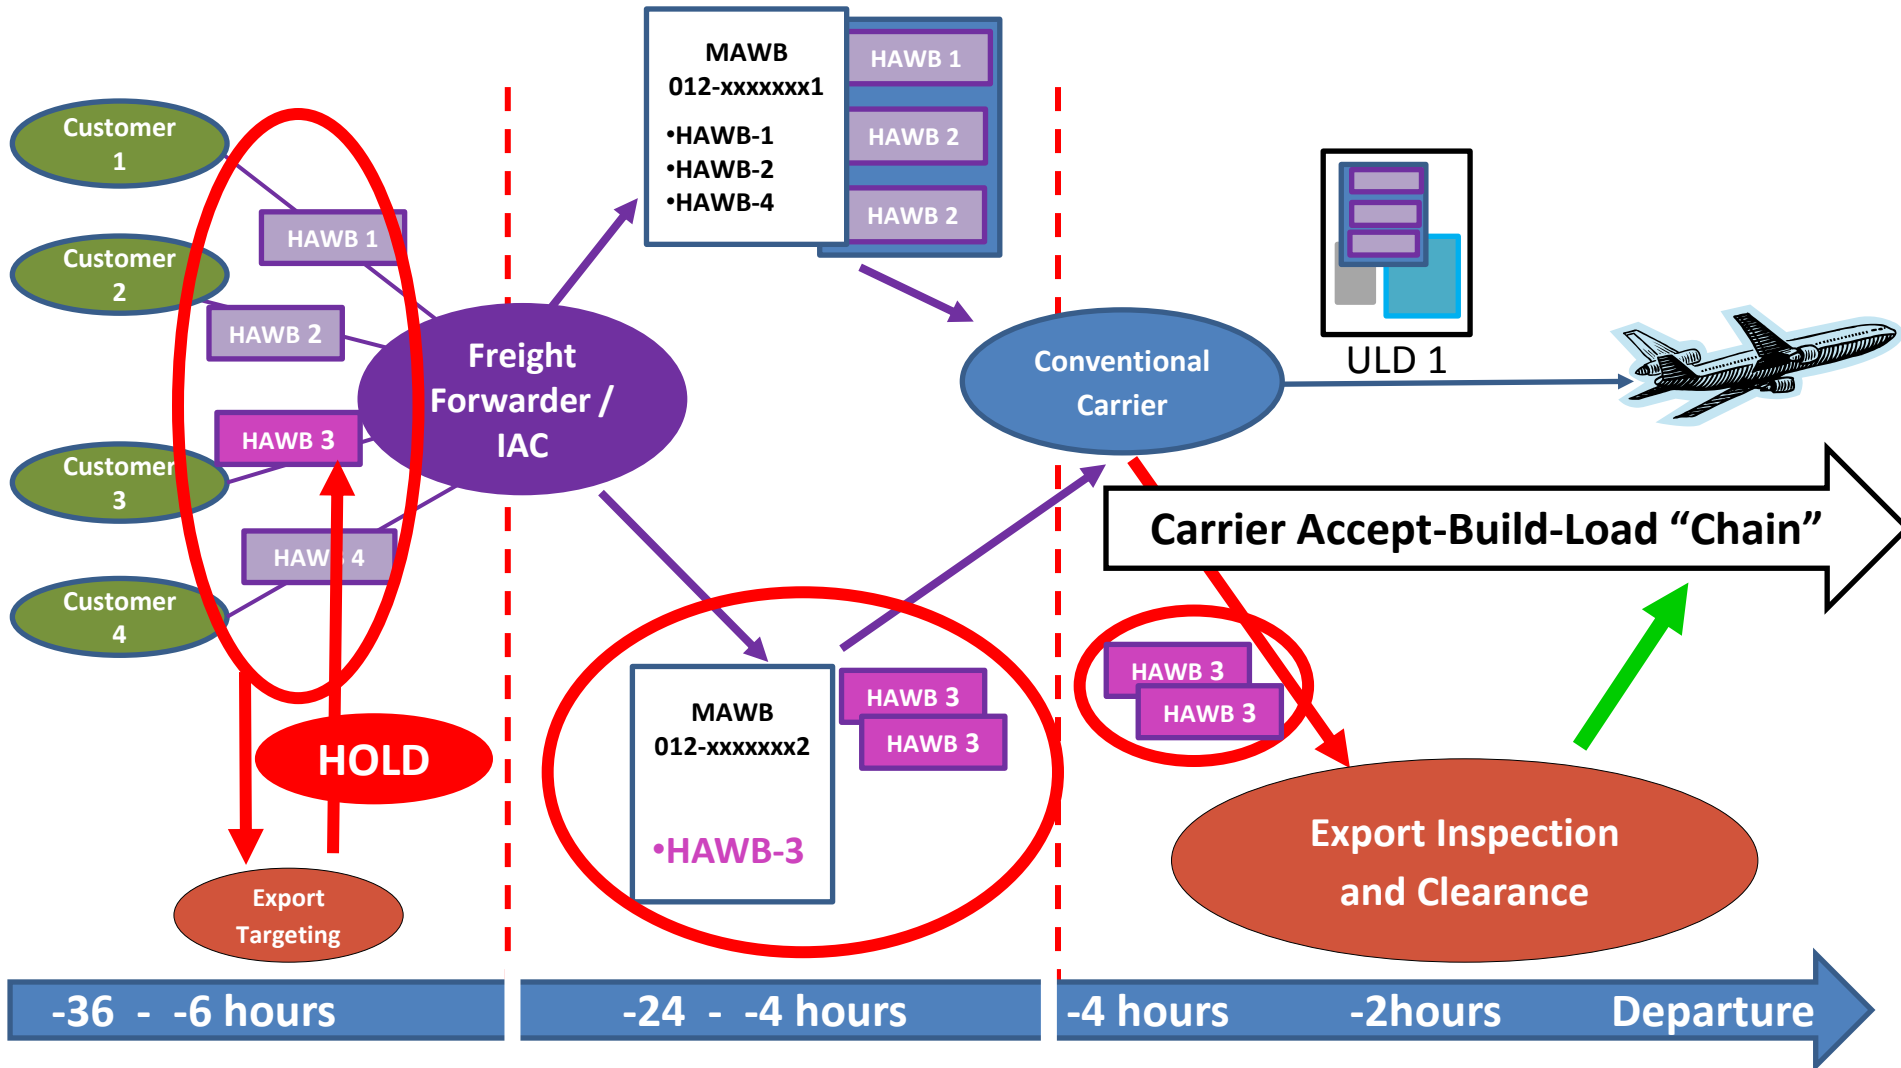 Customer
1
Customer
2
Customer
3
Customer
4
HAWB 1
HAWB 2
HAWB 3
HAWB 4
HOLD
Export
Targeting
Freight
Forwarder /
IAC
MAWB
012-xxxxxxx1
•HAWB-1
•HAWB-2
•HAWB-4
HAWB 1
HAWB 2
HAWB 2
MAWB
012-xxxxxxx2
•HAWB-3
HAWB 3
HAWB 3
Conventional
Carrier
ULD 1
Carrier Accept-Build-Load “Chain”
HAWB 3
HAWB 3
Export Inspection
and Clearance
-36 - -6 hours
-24 - -4 hours
-4 hours
-2hours
Departure